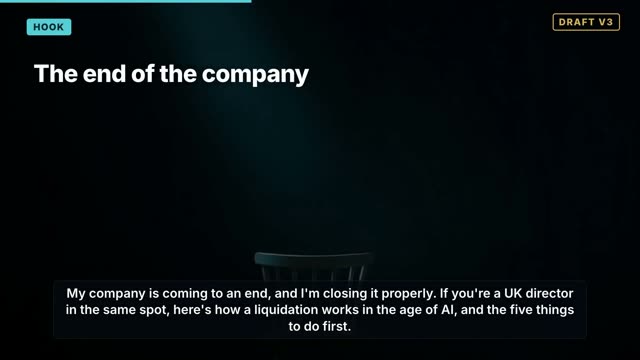 HOOK
DRAFT V3
The end of the company
My company is coming to an end, and I'm closing it properly. If you're a UK director
in the same spot, here's how a liquidation works in the age of AI, and the five things
to do first.